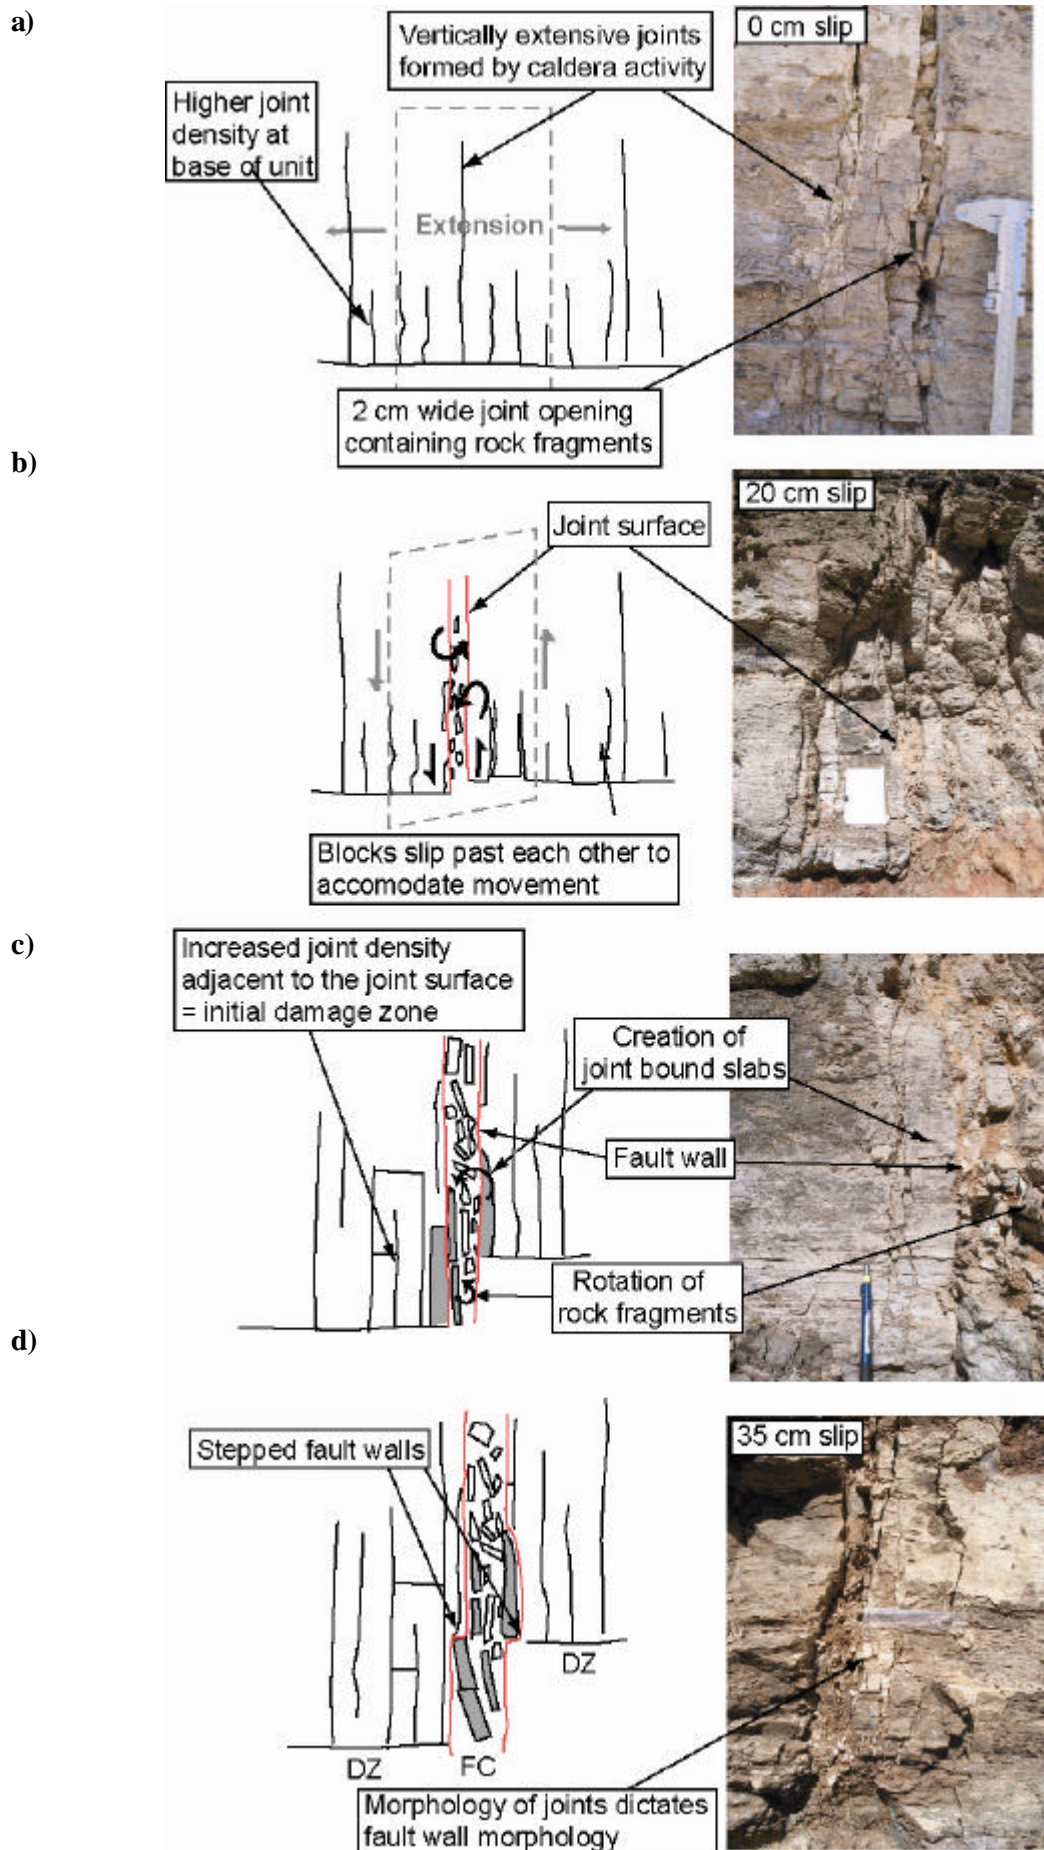 a)
Vertically extensive joints
formed by caldera activity
0 cm slip
Higher joint
density at
base of unit
Extension
2 cm wide joint opening
containing rock fragments
b)
20 cm slip
Joint surface
Blocks slip past each other to
accomodate movement
c)
Increased joint density
adjacent to the joint surface
= initial damage zone
Creation of
joint bound slabs
Fault wall
Rotation of
rock fragments
d)
35 cm slip
Stepped fault walls
DZ
DZ
FC
Morphology of joints dictates
fault wall morphology